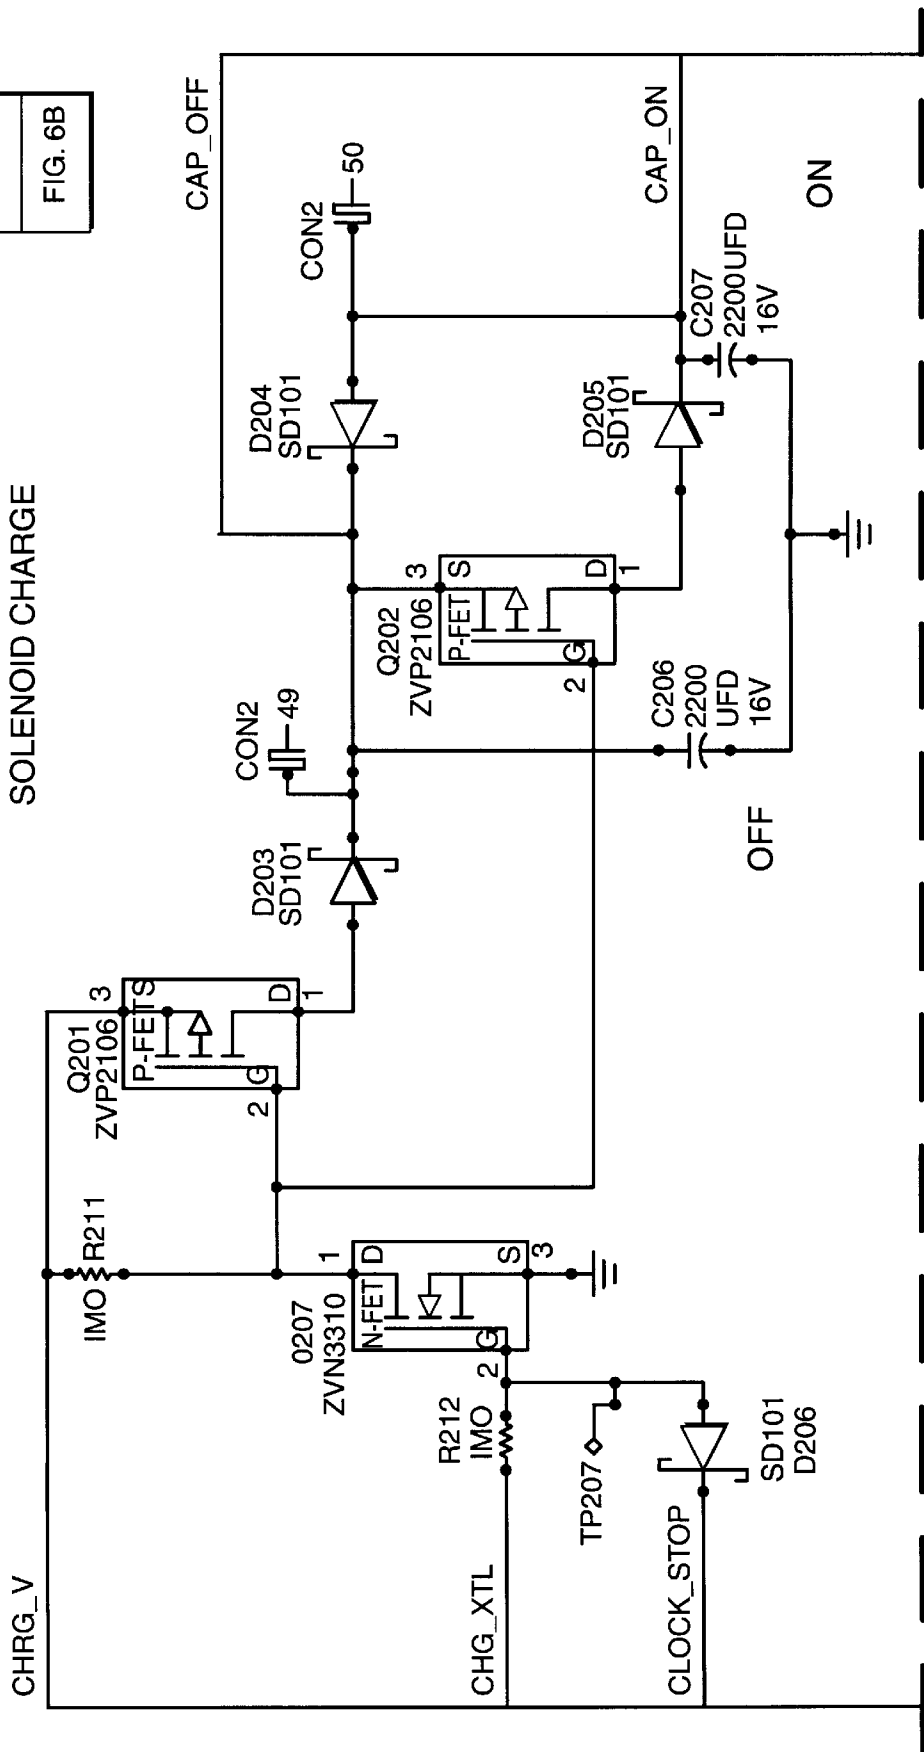 FIG. 6B
SOLENOID CHARGE
CHRG_V
IMO
R211
Q201
ZVP2106
P-FET
S
3
D
1
G
2
D203
SD101
CON2
49
CAP_OFF
D204
SD101
CON2
50
0207
ZVN3310
N-FET
1
D
S
3
G
2
Q202
ZVP2106
P-FET
3
S
D
1
G
2
D205
SD101
CAP_ON
C207
2200UFD
16V
ON
C206
2200
UFD
16V
OFF
CHG_XTL
R212
IMO
TP207
CLOCK_STOP
SD101
D206